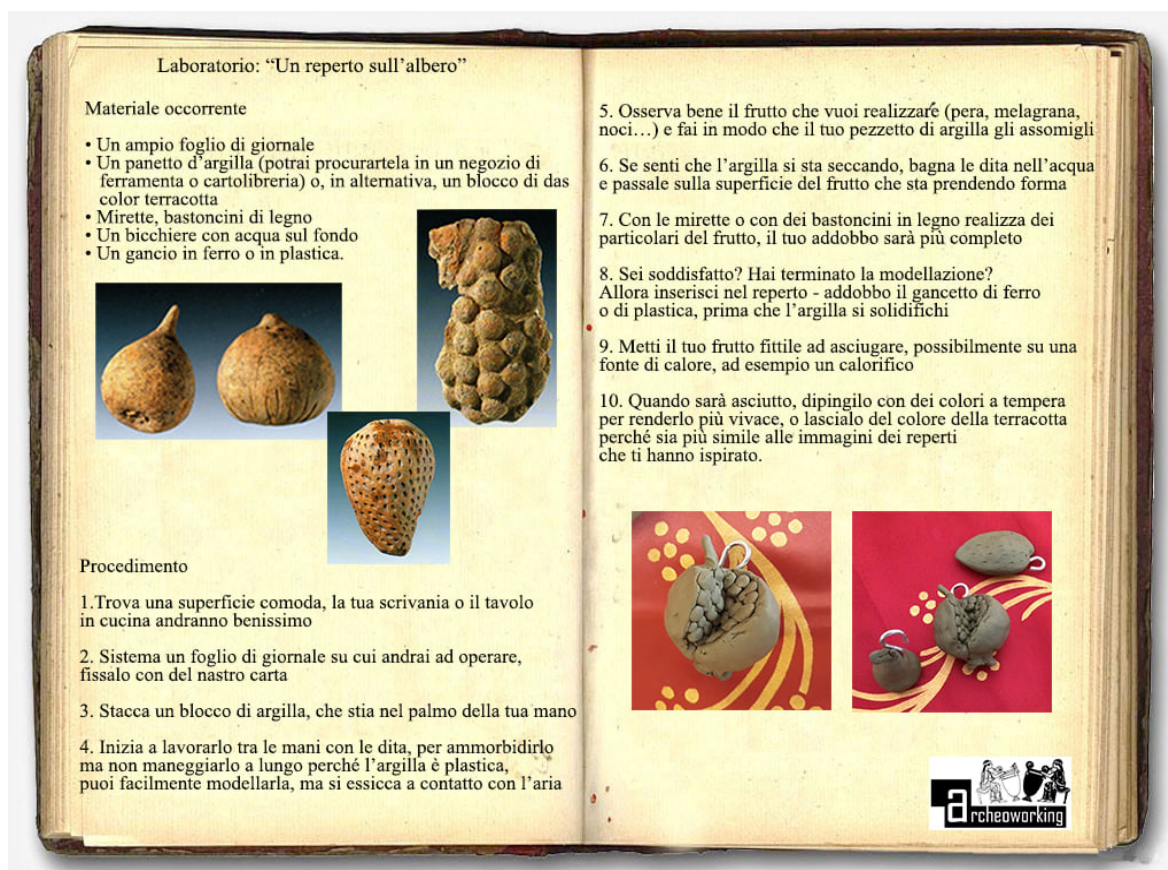 Laboratorio: “Un reperto sull’albero”
Materiale occorrente
• Un ampio foglio di giornale
• Un panetto d’argilla (potrai procurartela in un negozio di
ferramenta o cartolibreria) o, in alternativa, un blocco di das
color terracotta
• Mirette, bastoncini di legno
• Un bicchiere con acqua sul fondo
• Un gancio in ferro o in plastica.
Procedimento
1.Trova una superficie comoda, la tua scrivania o il tavolo
in cucina andranno benissimo
2. Sistema un foglio di giornale su cui andrai ad operare,
fissalo con del nastro carta
3. Stacca un blocco di argilla, che stia nel palmo della tua mano
4. Inizia a lavorarlo tra le mani con le dita, per ammorbidirlo
ma non maneggiarlo a lungo perché l’argilla è plastica,
puoi facilmente modellarla, ma si essicca a contatto con l’aria
5. Osserva bene il frutto che vuoi realizzare (pera, melagrana,
noci…) e fai in modo che il tuo pezzetto di argilla gli assomigli
6. Se senti che l’argilla si sta seccando, bagna le dita nell’acqua
e passale sulla superficie del frutto che sta prendendo forma
7. Con le mirette o con dei bastoncini in legno realizza dei
particolari del frutto, il tuo addobbo sarà più completo
8. Sei soddisfatto? Hai terminato la modellazione?
Allora inserisci nel reperto - addobbo il gancetto di ferro
o di plastica, prima che l’argilla si solidifichi
9. Metti il tuo frutto fittile ad asciugare, possibilmente su una
fonte di calore, ad esempio un calorifico
10. Quando sarà asciutto, dipingilo con dei colori a tempera
per renderlo più vivace, o lascialo del colore della terracotta
perché sia più simile alle immagini dei reperti
che ti hanno ispirato.
archeoworking